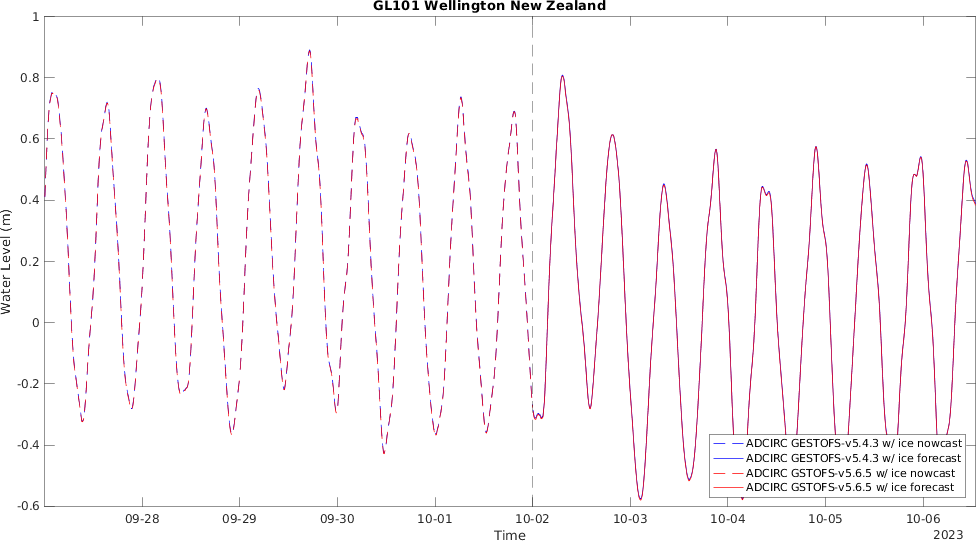 GL101 Wellington New Zealand
1
0.8
0.6
0.4
0.2
0
-0.2
-0.4
-0.6
Water Level (m)
09-28 09-29 09-30 10-01 10-02 10-03 10-04 10-05 10-06
Time
2023
ADCIRC GESTOFS-v5.4.3 w/ ice nowcast
ADCIRC GESTOFS-v5.4.3 w/ ice forecast
ADCIRC GSTOFS-v5.6.5 w/ ice nowcast
ADCIRC GSTOFS-v5.6.5 w/ ice forecast